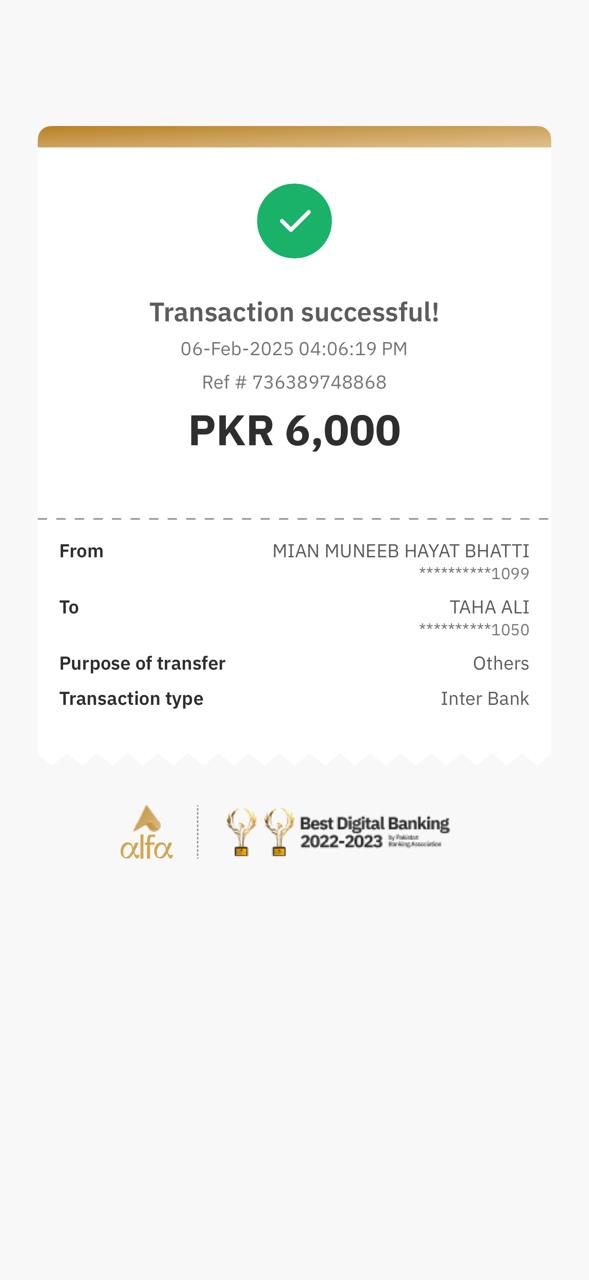 Transaction successful!
06-Feb-2025 04:06:19 PM
Ref # 736389748868
PKR 6,000
From MIAN MUNEEB HAYAT BHATTI
**********1099
To TAHA ALI
**********1050
Purpose of transfer Others
Transaction type Inter Bank
alfa
Best Digital Banking
2022-2023 by Pakistan
Banking Association